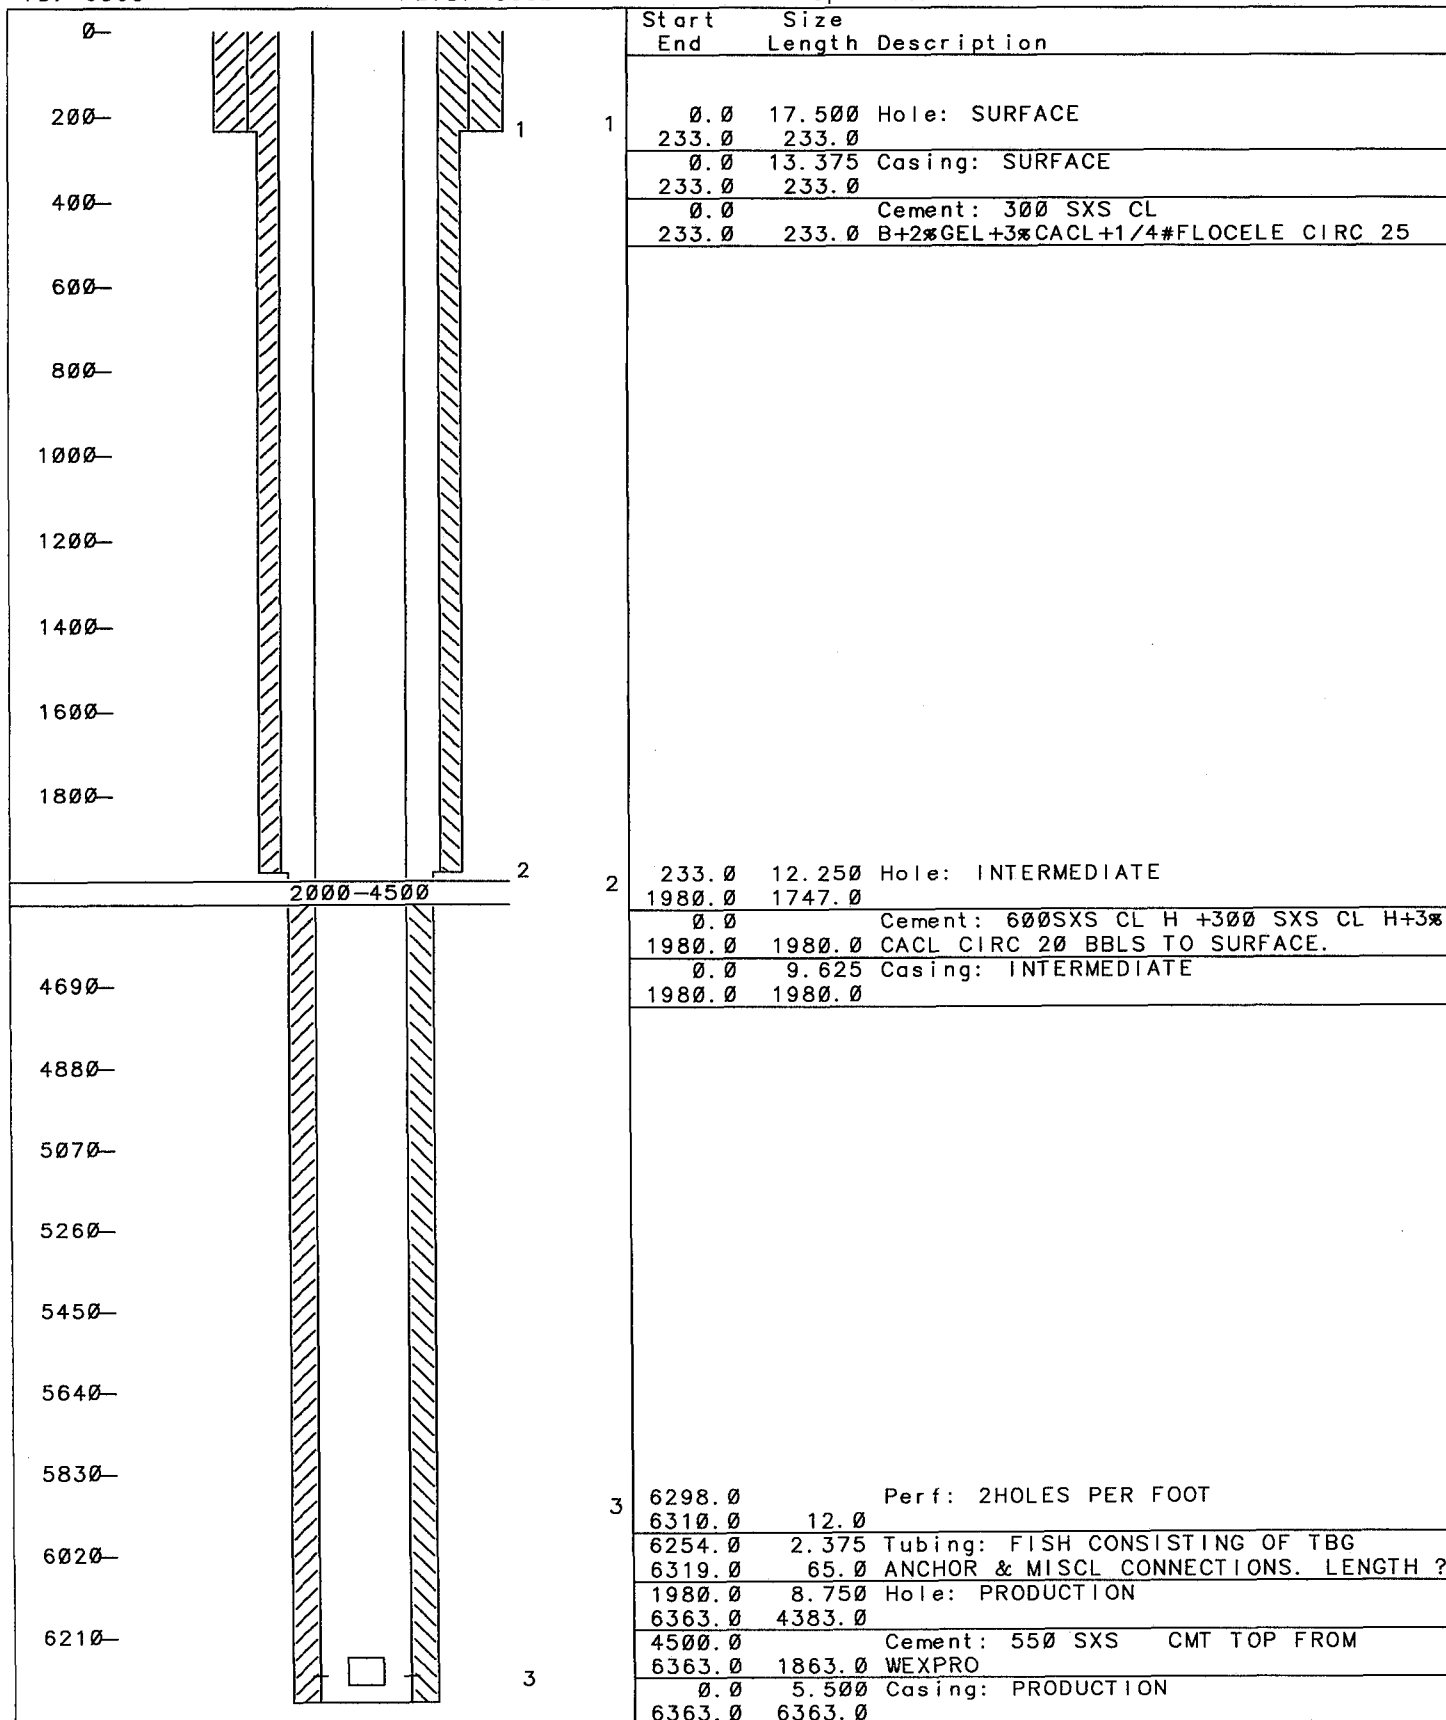 Start Size
End Length Description
0—
200—
400—
600—
800—
1000—
1200—
1400—
1600—
1800—
1
2
2000-4500
4690—
4880—
5070—
5260—
5450—
5640—
5830—
6020—
6210—
3
1
0.0 17.500 Hole: SURFACE
233.0 233.0
0.0 13.375 Casing: SURFACE
233.0 233.0
0.0 Cement: 300 SXS CL
233.0 233.0 B+2%GEL+3%CACL+1/4#FLOCELE CIRC 25
2
233.0 12.250 Hole: INTERMEDIATE
1980.0 1747.0
0.0 Cement: 600SXS CL H +300 SXS CL H+3%
1980.0 1980.0 CACL CIRC 20 BBLS TO SURFACE.
0.0 9.625 Casing: INTERMEDIATE
1980.0 1980.0
3
6298.0 Perf: 2HOLES PER FOOT
6310.0 12.0
6254.0 2.375 Tubing: FISH CONSISTING OF TBG
6319.0 65.0 ANCHOR & MISCL CONNECTIONS. LENGTH ?
1980.0 8.750 Hole: PRODUCTION
6363.0 4383.0
4500.0 Cement: 550 SXS CMT TOP FROM
6363.0 1863.0 WEXPRO
0.0 5.500 Casing: PRODUCTION
6363.0 6363.0